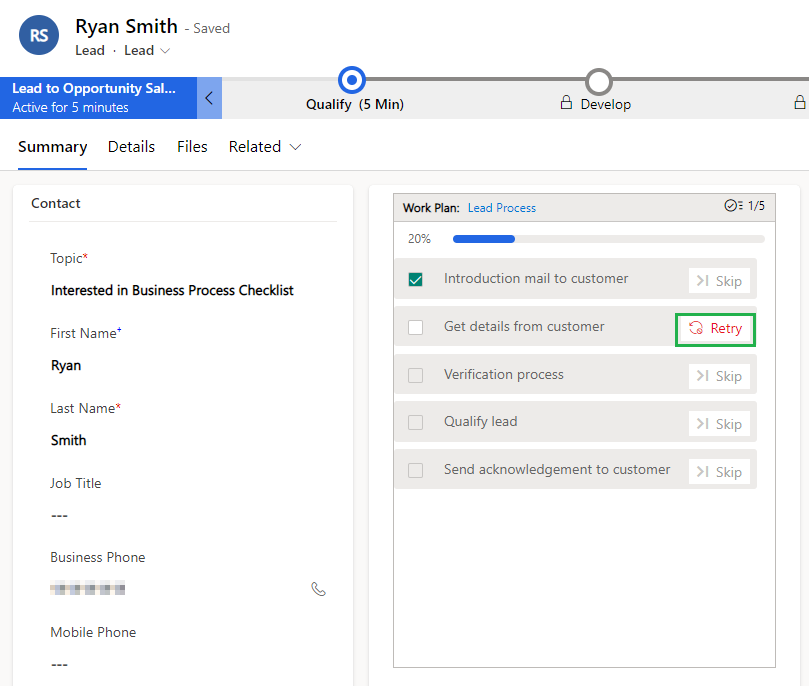 RS
Ryan Smith - Saved
Lead · Lead
Lead to Opportunity Sal...
Active for 5 minutes
Qualify (5 Min)
Develop
Summary Details Files Related
Contact
Topic*
Interested in Business Process Checklist
First Name+
Ryan
Last Name*
Smith
Job Title
---
Business Phone
Mobile Phone
---
Work Plan: Lead Process 1/5
20%
Introduction mail to customer Skip
Get details from customer Retry
Verification process Skip
Qualify lead Skip
Send acknowledgement to customer Skip